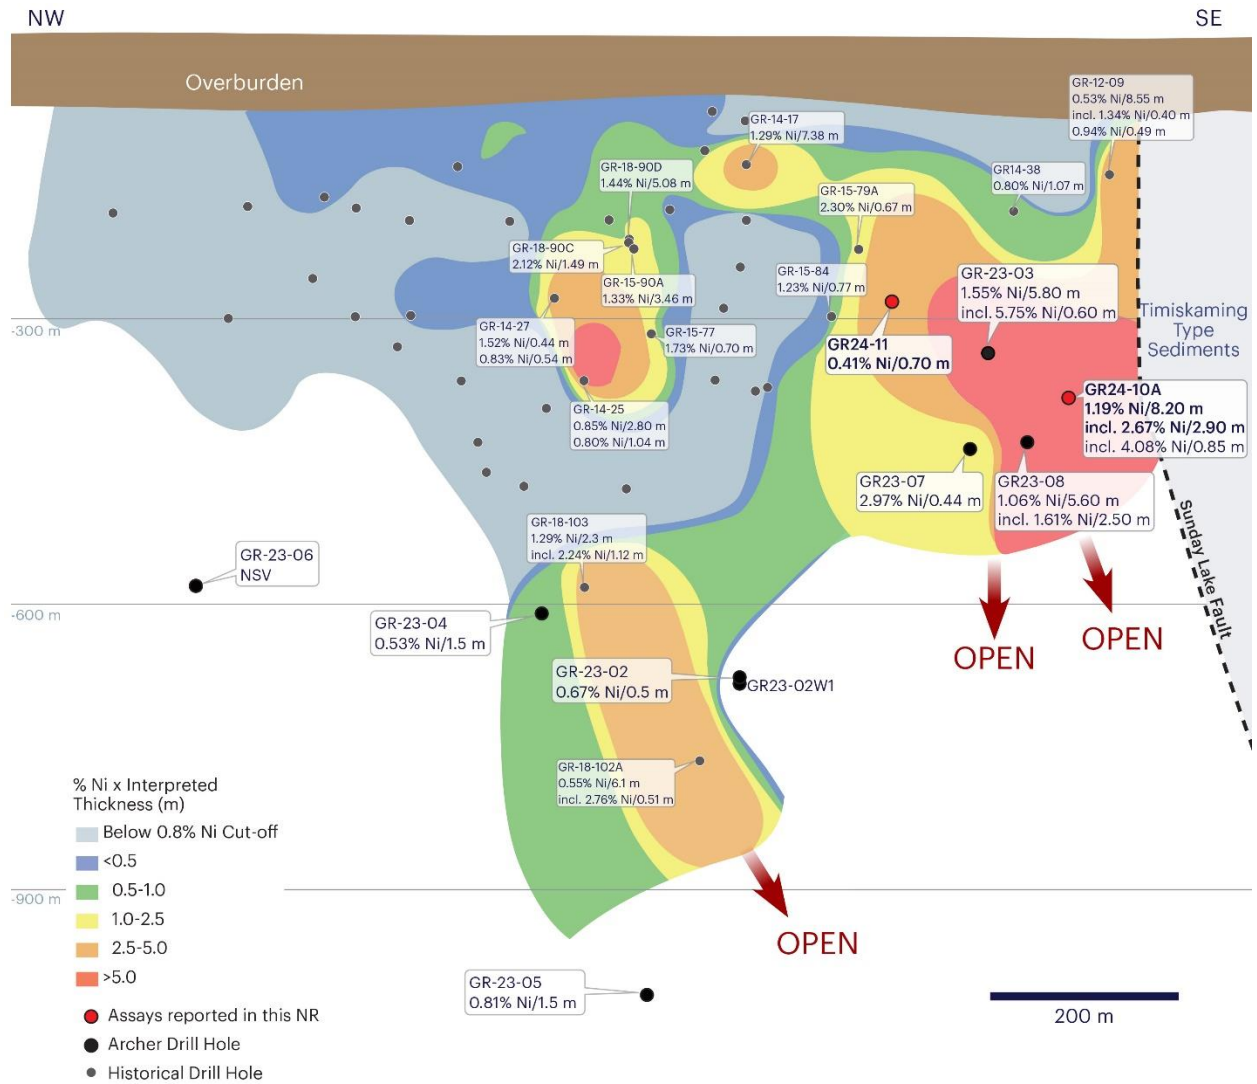 NW
SE
Overburden
GR-12-09
0.53% Ni/8.55 m
incl. 1.34% Ni/0.40 m
0.94% Ni/0.49 m
GR-14-17
1.29% Ni/7.38 m
GR-18-90D
1.44% Ni/5.08 m
GR14-38
0.80% Ni/1.07 m
GR-15-79A
2.30% Ni/0.67 m
GR-18-90C
2.12% Ni/1.49 m
GR-15-90A
1.33% Ni/3.46 m
GR-15-84
1.23% Ni/0.77 m
GR-23-03
1.55% Ni/5.80 m
incl. 5.75% Ni/0.60 m
-300 m
Timiskaming
Type
Sediments
GR-14-27
1.52% Ni/0.44 m
0.83% Ni/0.54 m
GR-15-77
1.73% Ni/0.70 m
GR24-11
0.41% Ni/0.70 m
GR24-10A
1.19% Ni/8.20 m
incl. 2.67% Ni/2.90 m
incl. 4.08% Ni/0.85 m
GR-14-25
0.85% Ni/2.80 m
0.80% Ni/1.04 m
GR23-07
2.97% Ni/0.44 m
GR23-08
1.06% Ni/5.60 m
incl. 1.61% Ni/2.50 m
GR-18-103
1.29% Ni/2.3 m
incl. 2.24% Ni/1.12 m
Sunday Lake Fault
GR-23-06
NSV
-600 m
GR-23-04
0.53% Ni/1.5 m
OPEN
OPEN
GR-23-02
0.67% Ni/0.5 m
GR23-02W1
GR-18-102A
0.55% Ni/6.1 m
incl. 2.76% Ni/0.51 m
% Ni x Interpreted
Thickness (m)
Below 0.8% Ni Cut-off
<0.5
0.5-1.0
1.0-2.5
2.5-5.0
>5.0
-900 m
OPEN
GR-23-05
0.81% Ni/1.5 m
Assays reported in this NR
Archer Drill Hole
Historical Drill Hole
200 m